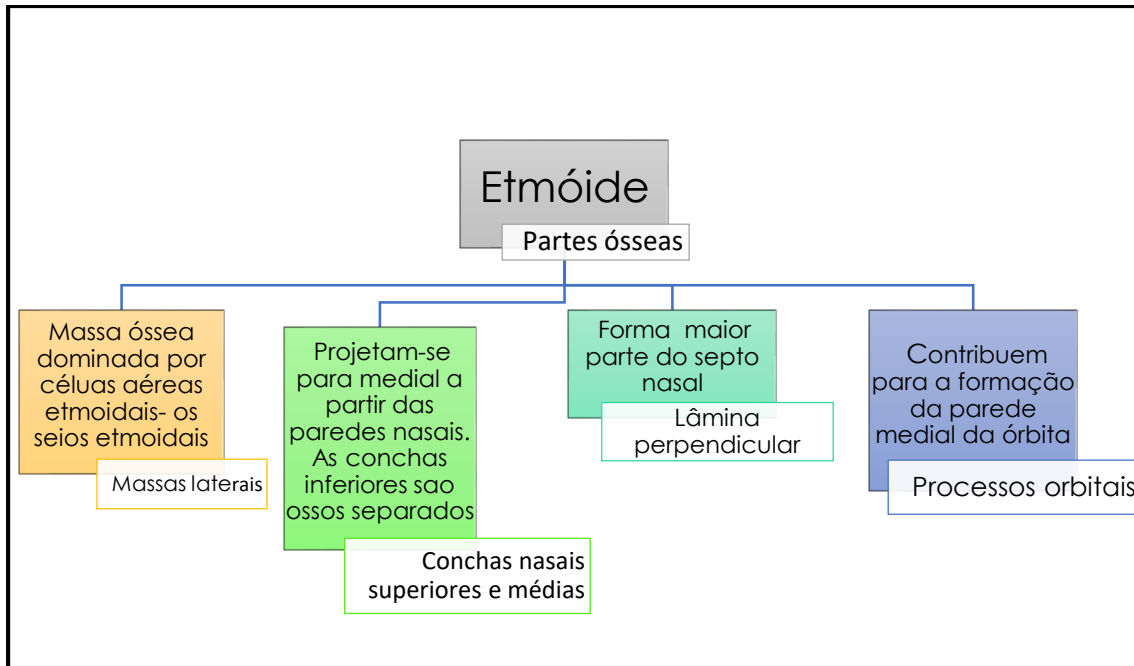 Etmóide
Partes ósseas
Massa óssea
dominada por
céluas aéreas
etmoidais- os
seios etmoidais
Massas laterais
Projetam-se
para medial a
partir das
paredes nasais.
As conchas
inferiores sao
ossos separados
Conchas nasais
superiores e médias
Forma maior
parte do septo
nasal
Lâmina
perpendicular
Contribuem
para a formação
da parede
medial da órbita
Processos orbitais